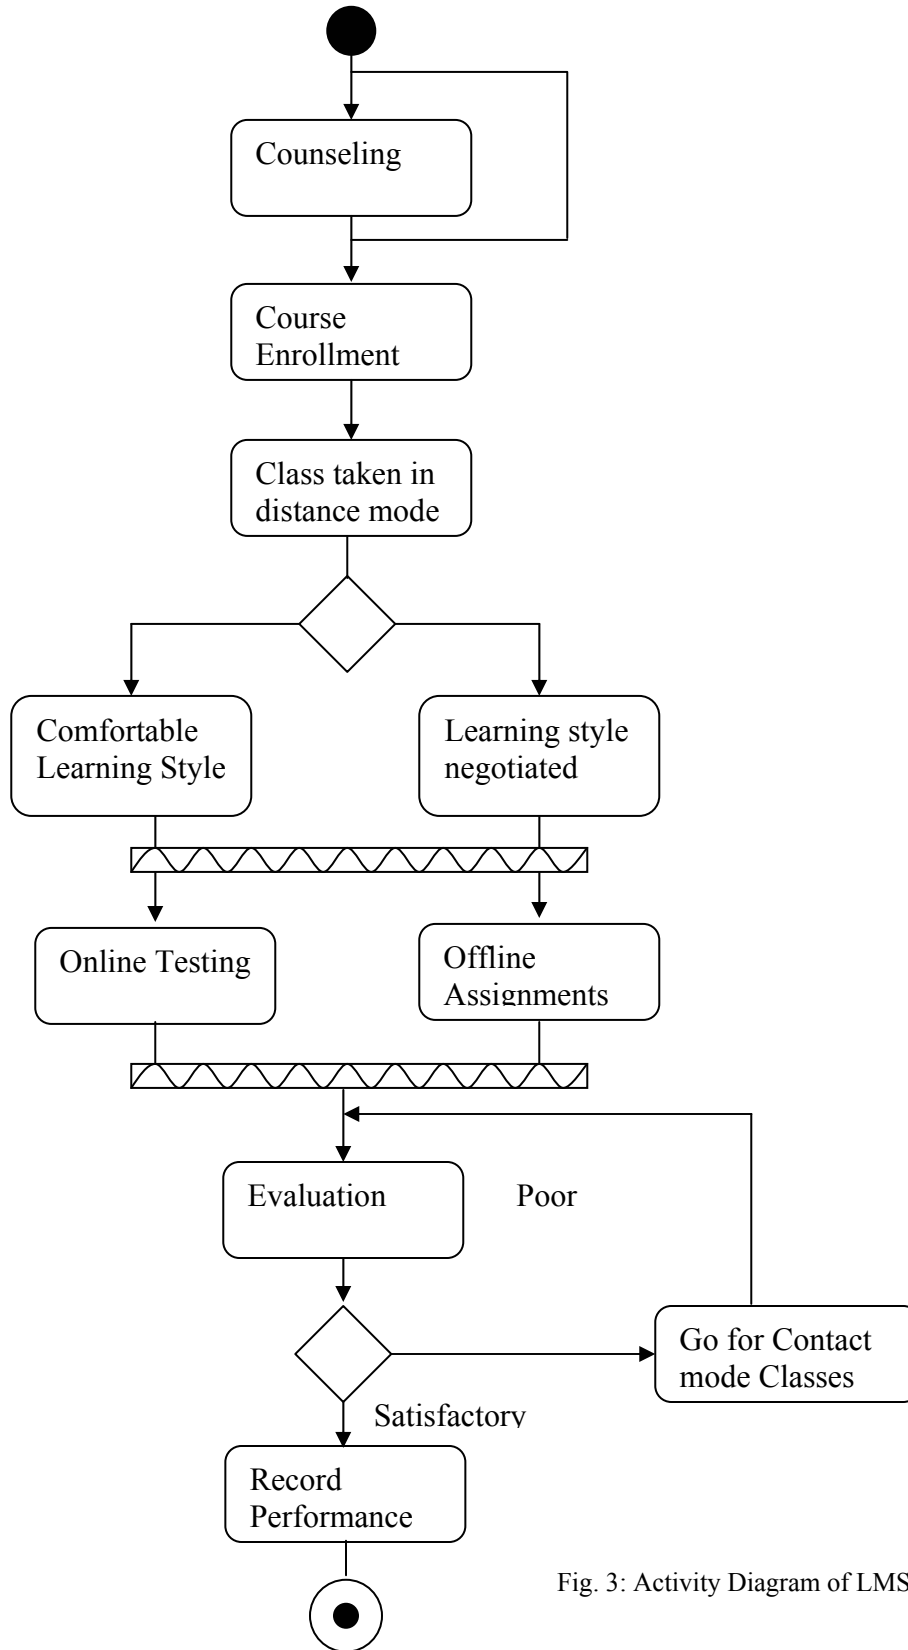 Counseling
Course
Enrollment
Class taken in
distance mode
Comfortable
Learning Style
Learning style
negotiated
Online Testing
Offline
Assignments
Evaluation
Poor
Go for Contact
mode Classes
Satisfactory
Record
Performance
Fig. 3: Activity Diagram of LMS